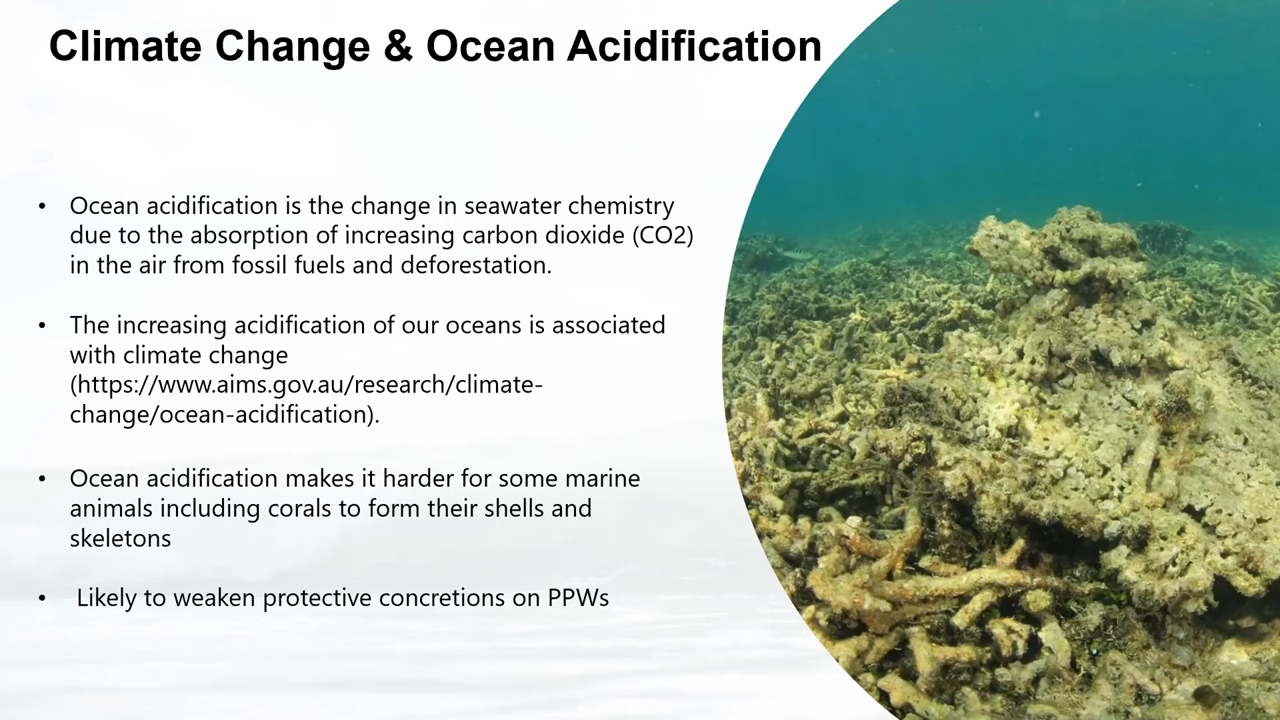 Climate Change & Ocean Acidification
• Ocean acidification is the change in seawater chemistry
due to the absorption of increasing carbon dioxide (CO2)
in the air from fossil fuels and deforestation.
• The increasing acidification of our oceans is associated
with climate change
(https://www.aims.gov.au/research/climate-
change/ocean-acidification).
• Ocean acidification makes it harder for some marine
animals including corals to form their shells and
skeletons
• Likely to weaken protective concretions on PPWs